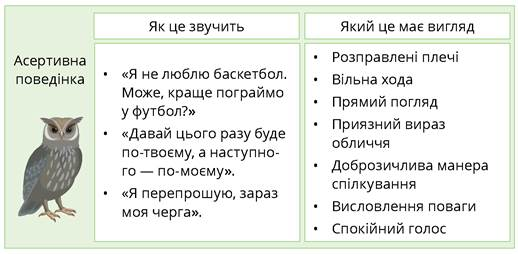 Як це звучить
Який це має вигляд
Асертивна
поведінка
• «Я не люблю баскетбол.
Може, краще пограймо
у футбол?»
• «Давай цього разу буде
по-твоєму, а наступно-
го — по-моєму».
• «Я перепрошую, зараз
моя черга».
• Розправлені плечі
• Вільна хода
• Прямий погляд
• Приязний вираз
обличчя
• Доброзичлива манера
спілкування
• Висловлення поваги
• Спокійний голос